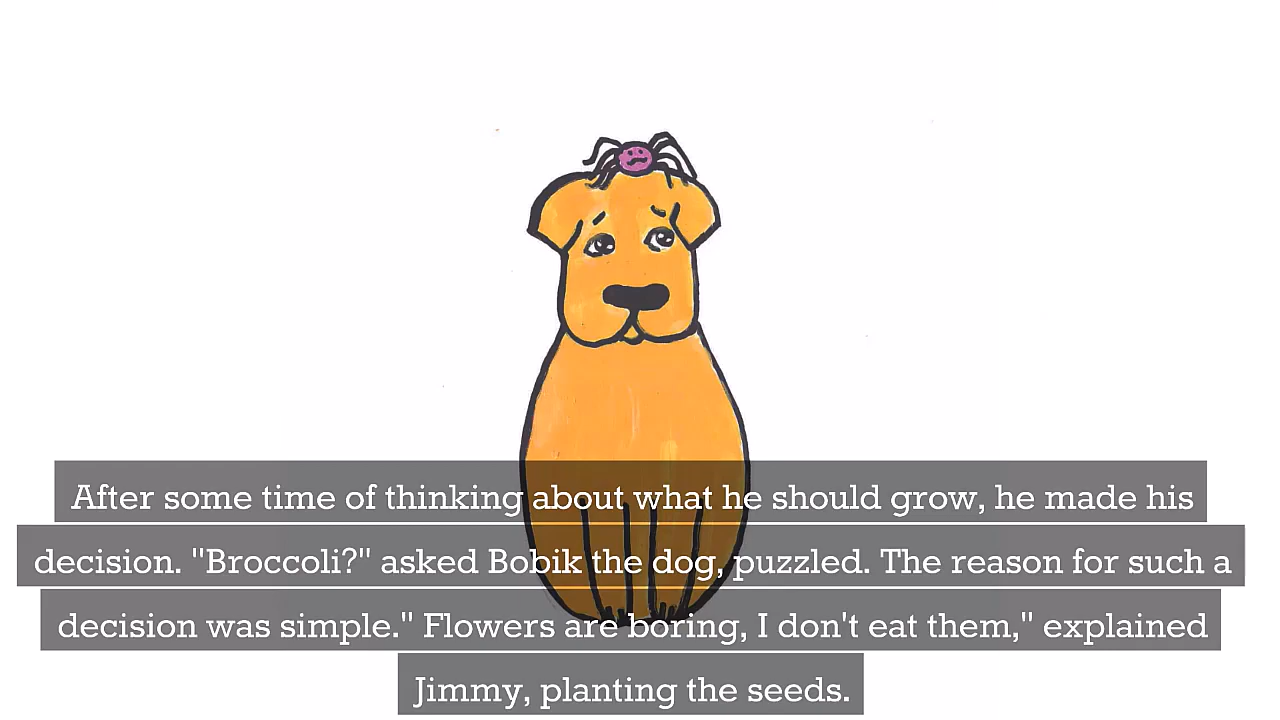 After some time of thinking about what he should grow, he made his
decision. "Broccoli?" asked Bobik the dog, puzzled. The reason for such a
decision was simple." Flowers are boring, I don't eat them," explained
Jimmy, planting the seeds.